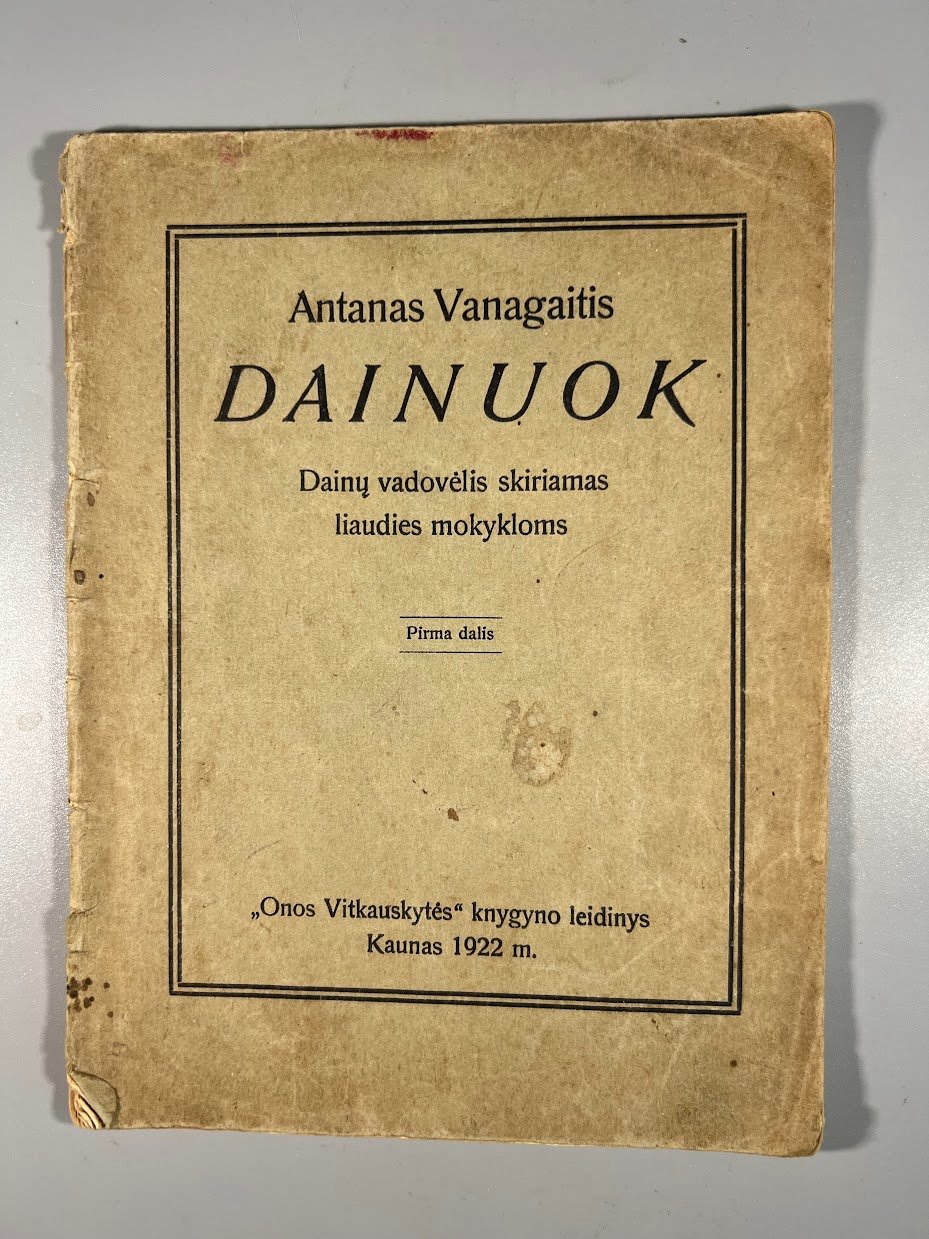 Antanas Vanagaitis
DAINUOK
Dainų vadovėlis skiriamas
liaudies mokykloms
Pirma dalis
„Onos Vitkauskytės“ knygyno leidinys
Kaunas 1922 m.